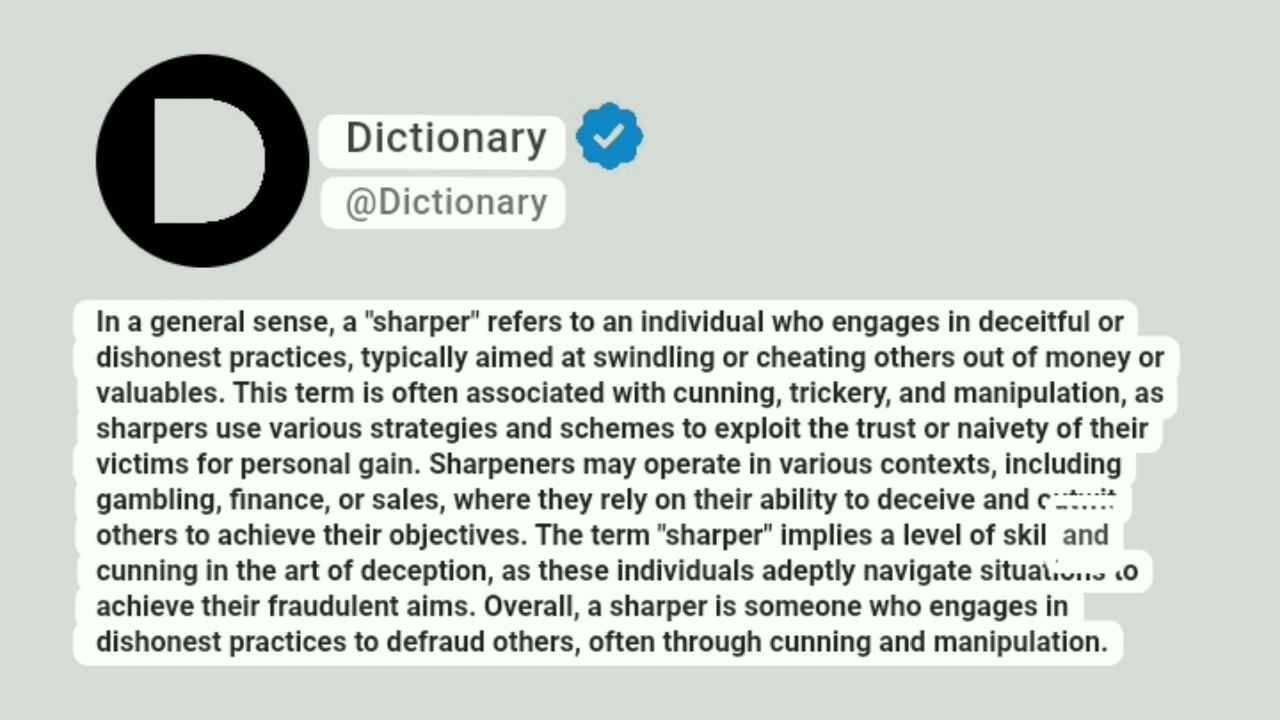 D
Dictionary
@Dictionary
In a general sense, a "sharper" refers to an individual who engages in deceitful or
dishonest practices, typically aimed at swindling or cheating others out of money or
valuables. This term is often associated with cunning, trickery, and manipulation, as
sharpers use various strategies and schemes to exploit the trust or naivety of their
victims for personal gain. Sharpeners may operate in various contexts, including
gambling, finance, or sales, where they rely on their ability to deceive and
others to achieve their objectives. The term "sharper" implies a level of skil and
cunning in the art of deception, as these individuals adeptly navigate situations to
achieve their fraudulent aims. Overall, a sharper is someone who engages in
dishonest practices to defraud others, often through cunning and manipulation.